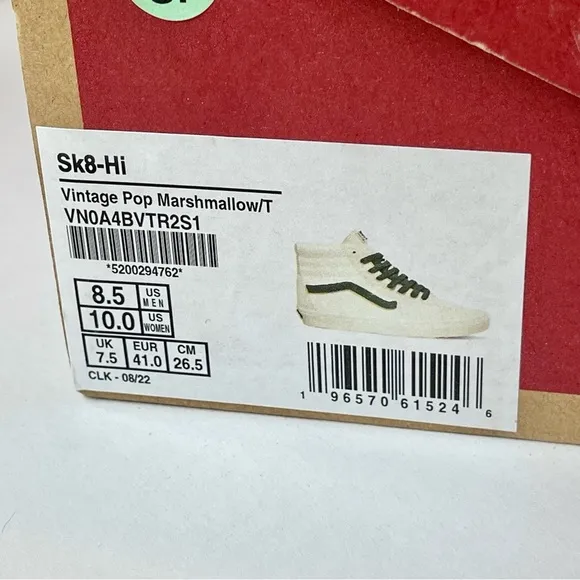 Sk8-Hi
Vintage Pop Marshmallow/T
VN0A4BVTR2S1
*5200294762*
8.5 US MEN
10.0 US WOMEN
UK 7.5 EUR 41.0 CM 26.5
CLK - 08/22
1 96570 61524 6